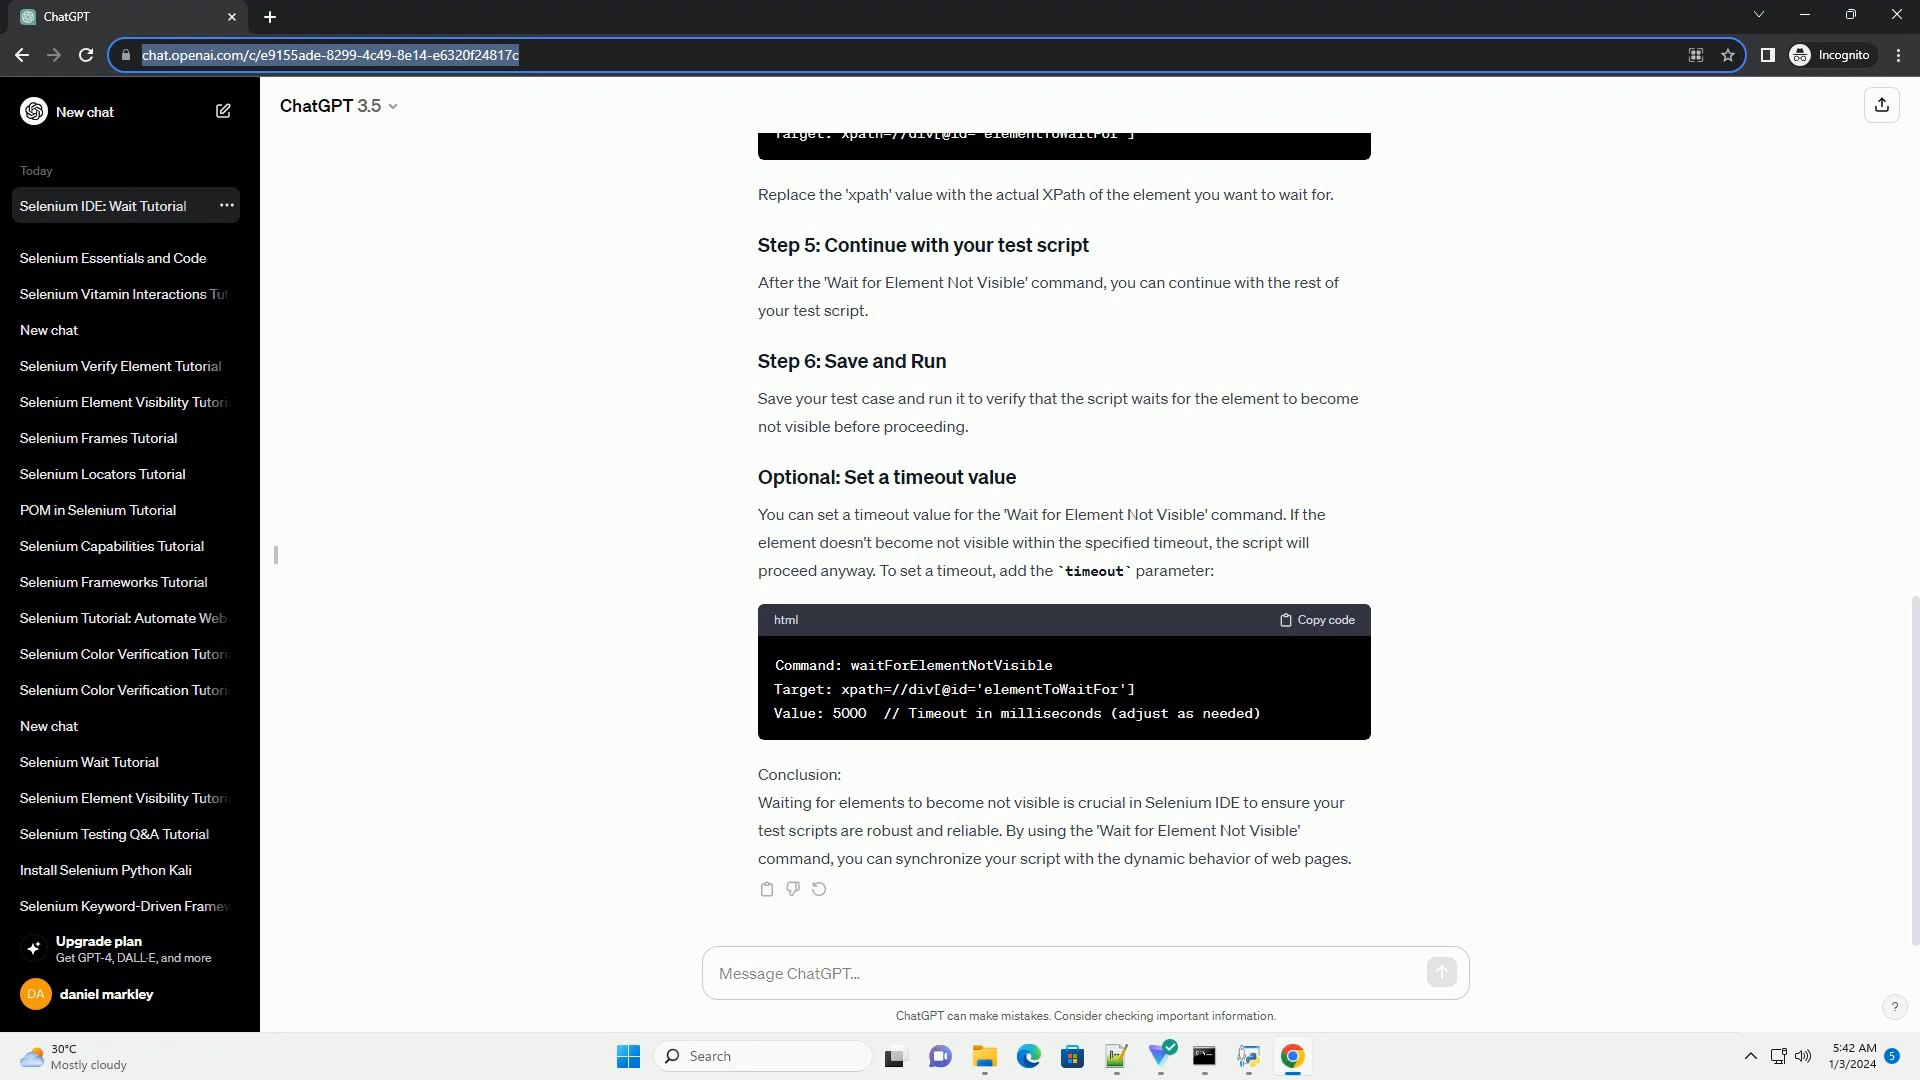 ChatGPT
chat.openai.com/c/e9155ade-8299-4c49-8e14-e6320f24817c
Incognito
New chat
Today
Selenium IDE: Wait Tutorial
Selenium Essentials and Code
Selenium Vitamin Interactions Tut
New chat
Selenium Verify Element Tutorial
Selenium Element Visibility Tutori
Selenium Frames Tutorial
Selenium Locators Tutorial
POM in Selenium Tutorial
Selenium Capabilities Tutorial
Selenium Frameworks Tutorial
Selenium Tutorial: Automate Web
Selenium Color Verification Tutori
Selenium Color Verification Tutori
New chat
Selenium Wait Tutorial
Selenium Element Visibility Tutori
Selenium Testing Q&A Tutorial
Install Selenium Python Kali
Selenium Keyword-Driven Framew
Upgrade plan
Get GPT-4, DALL·E, and more
DA
daniel markley
ChatGPT 3.5
Target: xpath=//div[@id='elementToWaitFor']
Replace the 'xpath' value with the actual XPath of the element you want to wait for.
Step 5: Continue with your test script
After the 'Wait for Element Not Visible' command, you can continue with the rest of
your test script.
Step 6: Save and Run
Save your test case and run it to verify that the script waits for the element to become
not visible before proceeding.
Optional: Set a timeout value
You can set a timeout value for the 'Wait for Element Not Visible' command. If the
element doesn't become not visible within the specified timeout, the script will
proceed anyway. To set a timeout, add the `timeout` parameter:
html
Copy code
Command: waitForElementNotVisible
Target: xpath=//div[@id='elementToWaitFor']
Value: 5000  // Timeout in milliseconds (adjust as needed)
Conclusion:
Waiting for elements to become not visible is crucial in Selenium IDE to ensure your
test scripts are robust and reliable. By using the 'Wait for Element Not Visible'
command, you can synchronize your script with the dynamic behavior of web pages.
Message ChatGPT...
ChatGPT can make mistakes. Consider checking important information.
?
30°C
Mostly cloudy
Search
5:42 AM
1/3/2024
5